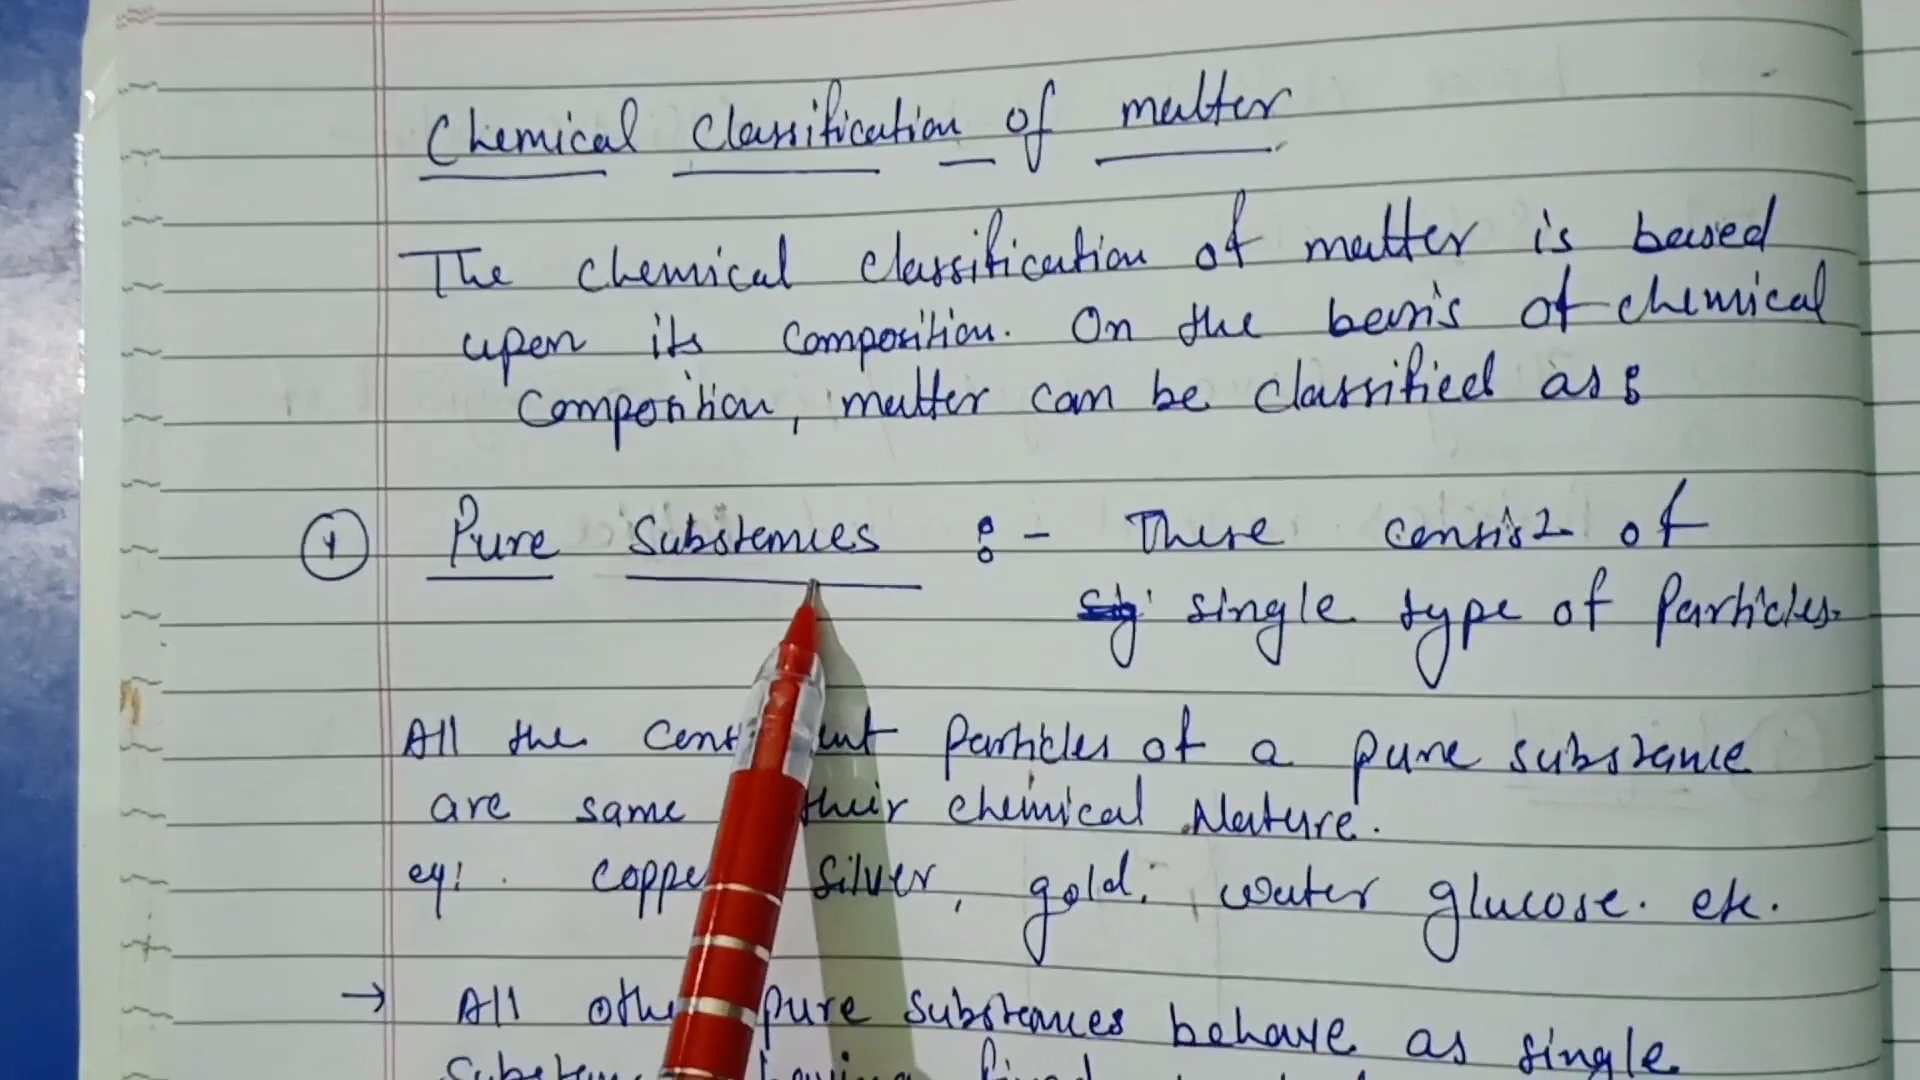 Chemical Classification of matter
The chemical classification of matter is based
upon its composition. On the basis of chemical
composition, matter can be classified as :
1 Pure Substances :- These consist of
single type of Particles.
All the particles of a pure substance
are same their chemical Nature.
eg: . silver, gold, water glucose. etc.
→ All pure substances behave as single